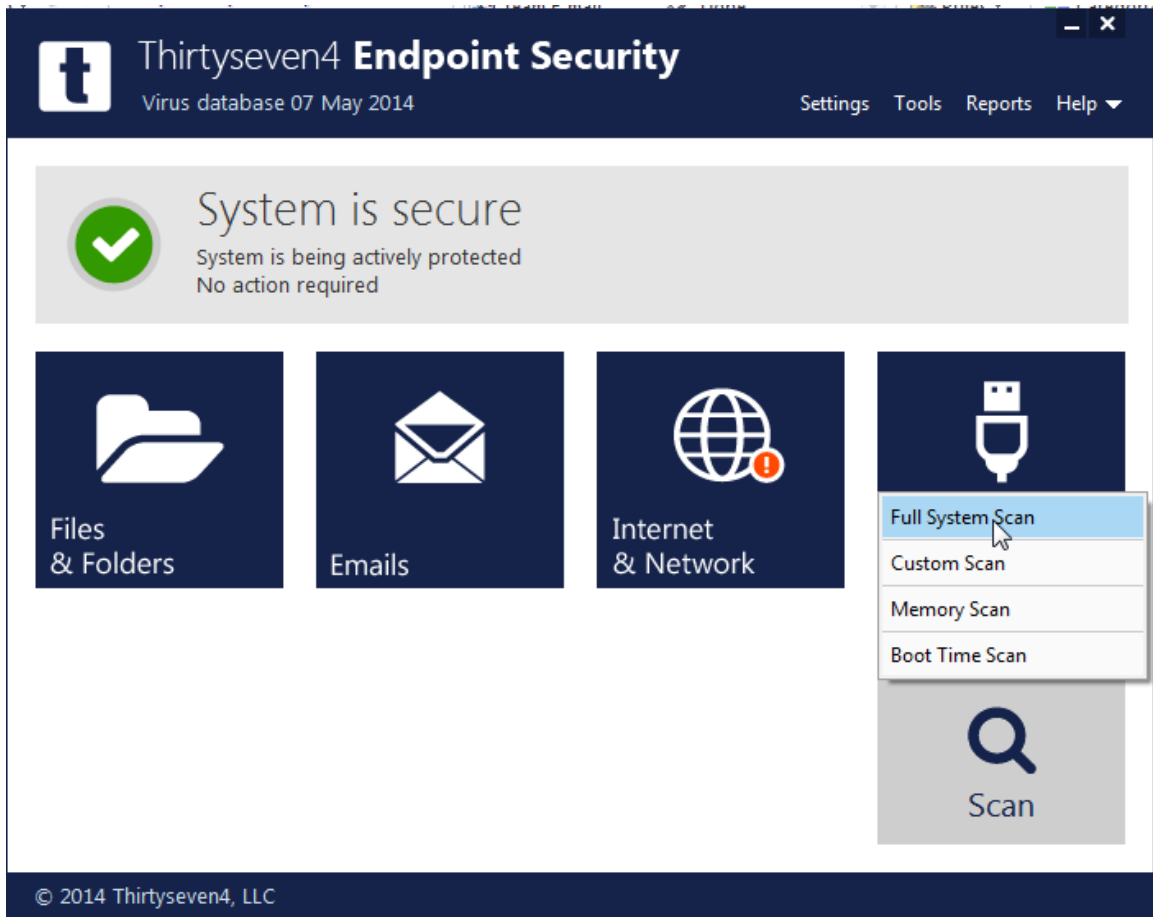 t
Thirtyseven4 Endpoint Security
Virus database 07 May 2014
Settings Tools Reports Help
System is secure
System is being actively protected
No action required
Files
& Folders
Emails
Internet
& Network
Full System Scan
Custom Scan
Memory Scan
Boot Time Scan
Scan
© 2014 Thirtyseven4, LLC